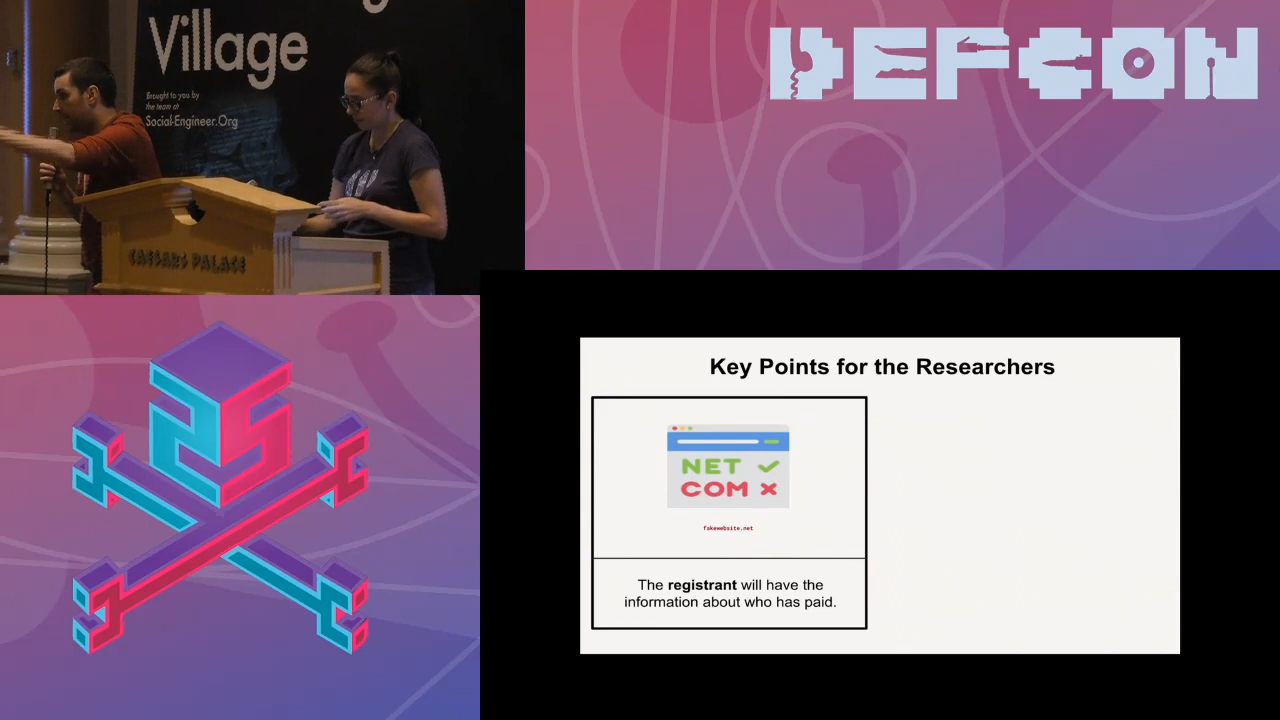 Village
Brought to you by
the team at
Social-Engineer.Org
CAESARS PALACE
DEFCON
Key Points for the Researchers
NET
COM
fakewebsite.net
The registrant will have the
information about who has paid.